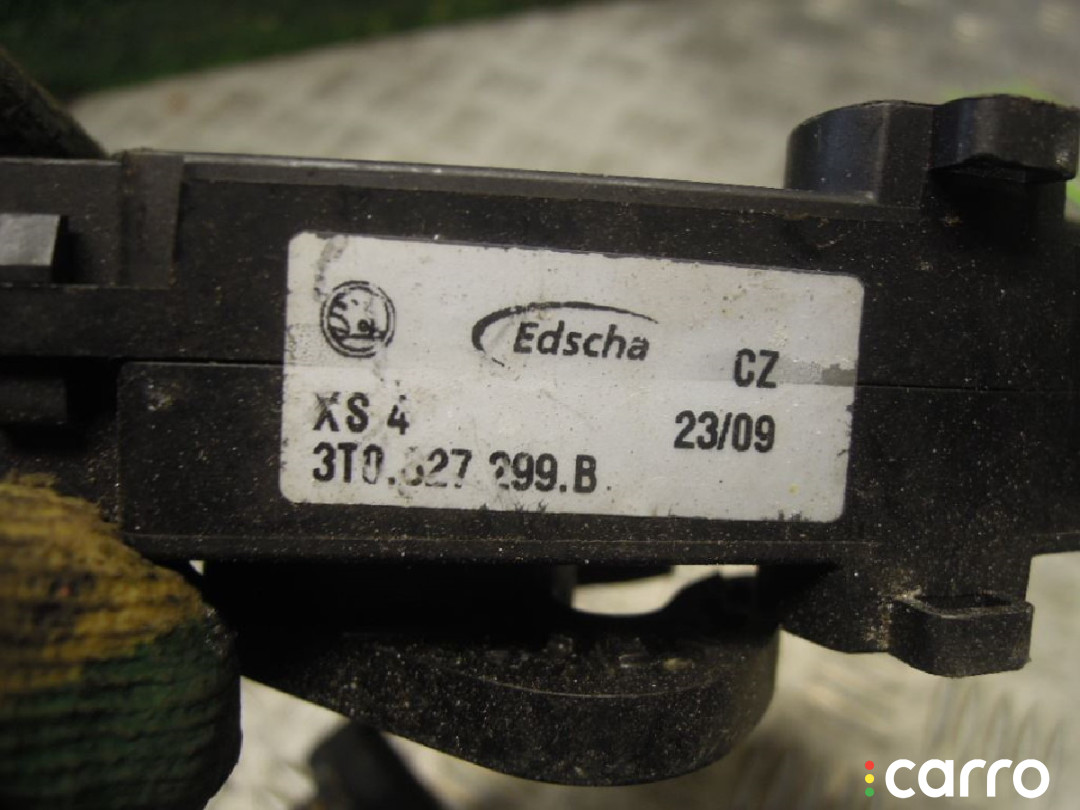 Edscha
CZ
XS 4
23/09
3T0.827 299.B
carro